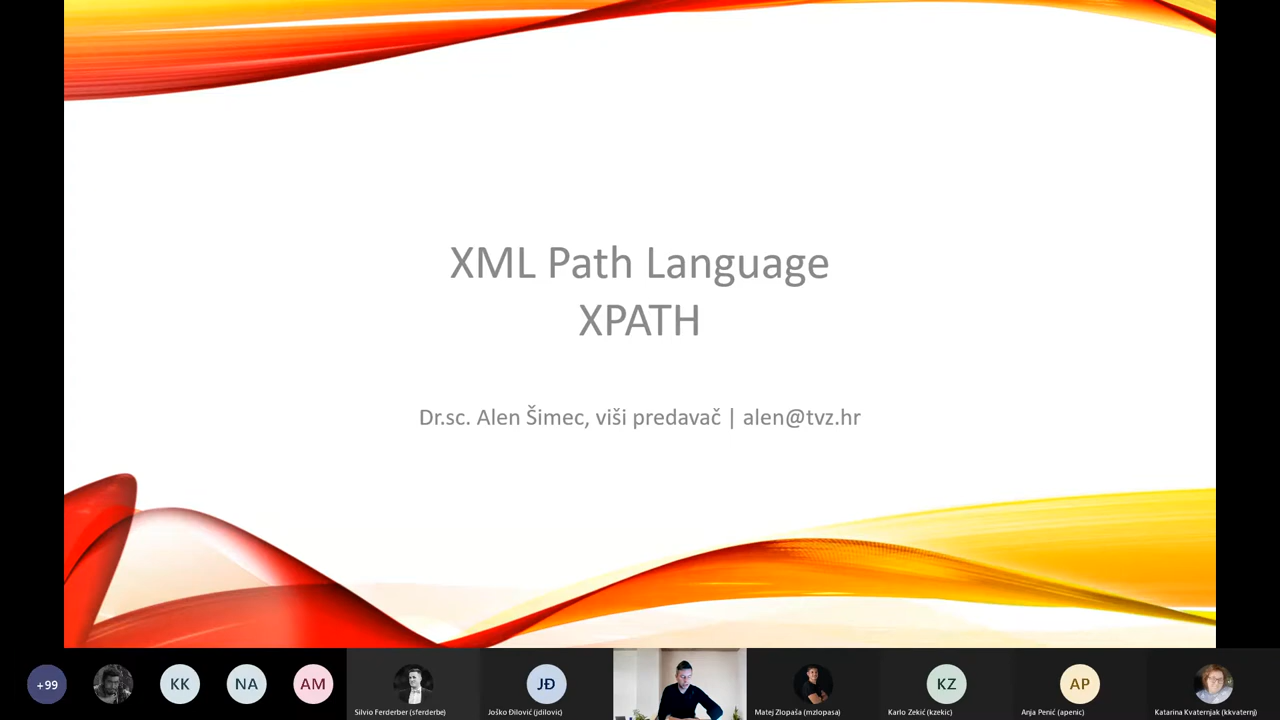 XML Path Language
XPATH
Dr.sc. Alen Šimec, viši predavač | alen@tvz.hr
+99
KK
NA
AM
Silvio Ferderber (sferderbe)
JĐ
Joško Đilović (jdilovic)
Matej Zlopaša (mzlopasa)
KZ
Karlo Zekić (kzekic)
AP
Anja Penić (apenic)
Katarina Kvaternjak (kkvaternj)